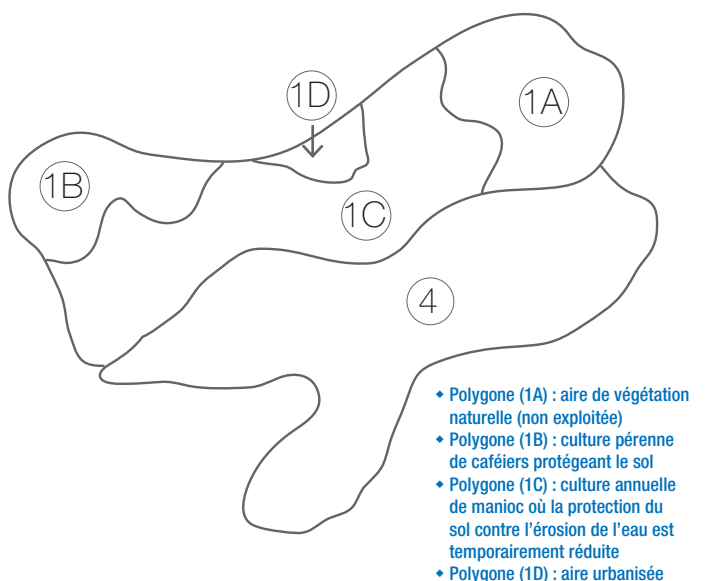 1D
1A
1B
1C
4
◆ Polygone (1A) : aire de végétation
naturelle (non exploitée)
◆ Polygone (1B) : culture pérenne
de caféiers protégeant le sol
◆ Polygone (1C) : culture annuelle
de manioc où la protection du
sol contre l’érosion de l’eau est
temporairement réduite
◆ Polygone (1D) : aire urbanisée